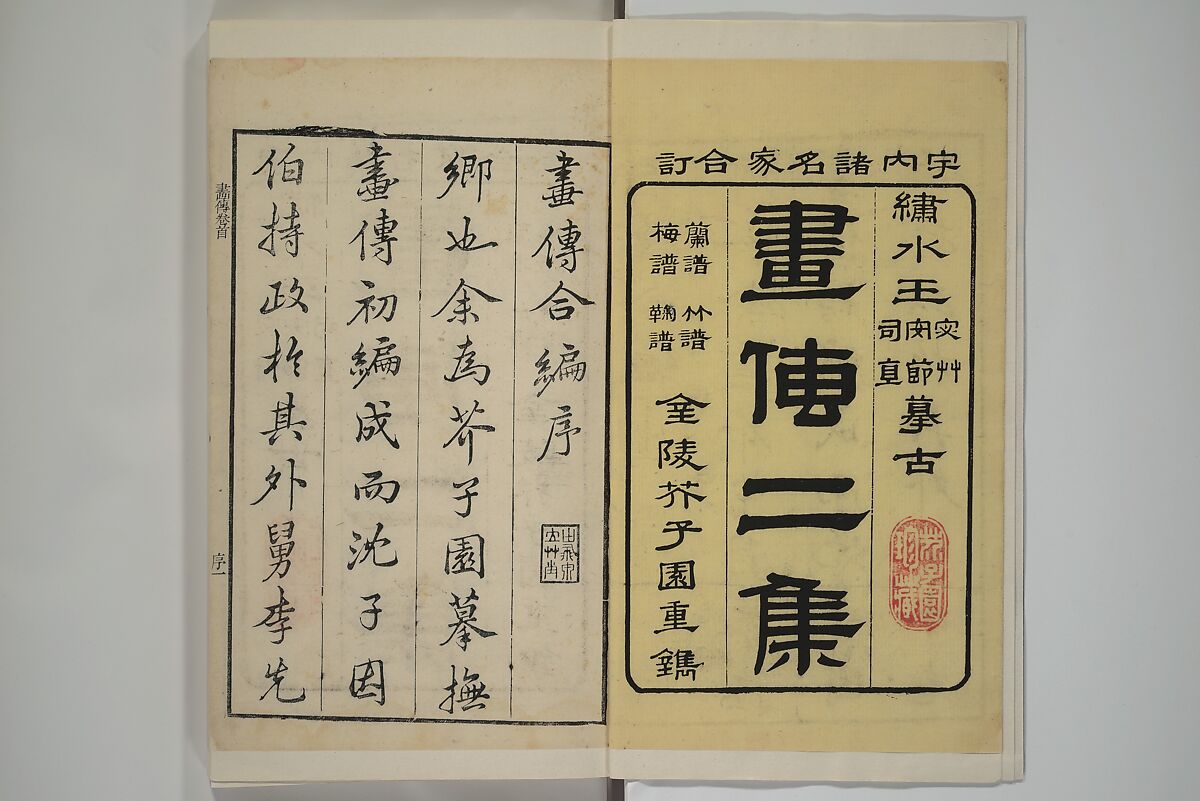 宇內諸名家合訂
繡水王宓艸安節司直摹古
畫傳二集
蘭譜 竹譜
梅譜 鞠譜
金陵芥子園重鐫
畫傳合編序
鄉也余為芥子園摹撫
畫傳初編成而沈子因
伯持政於其外舅李先
畫傳卷首
序一